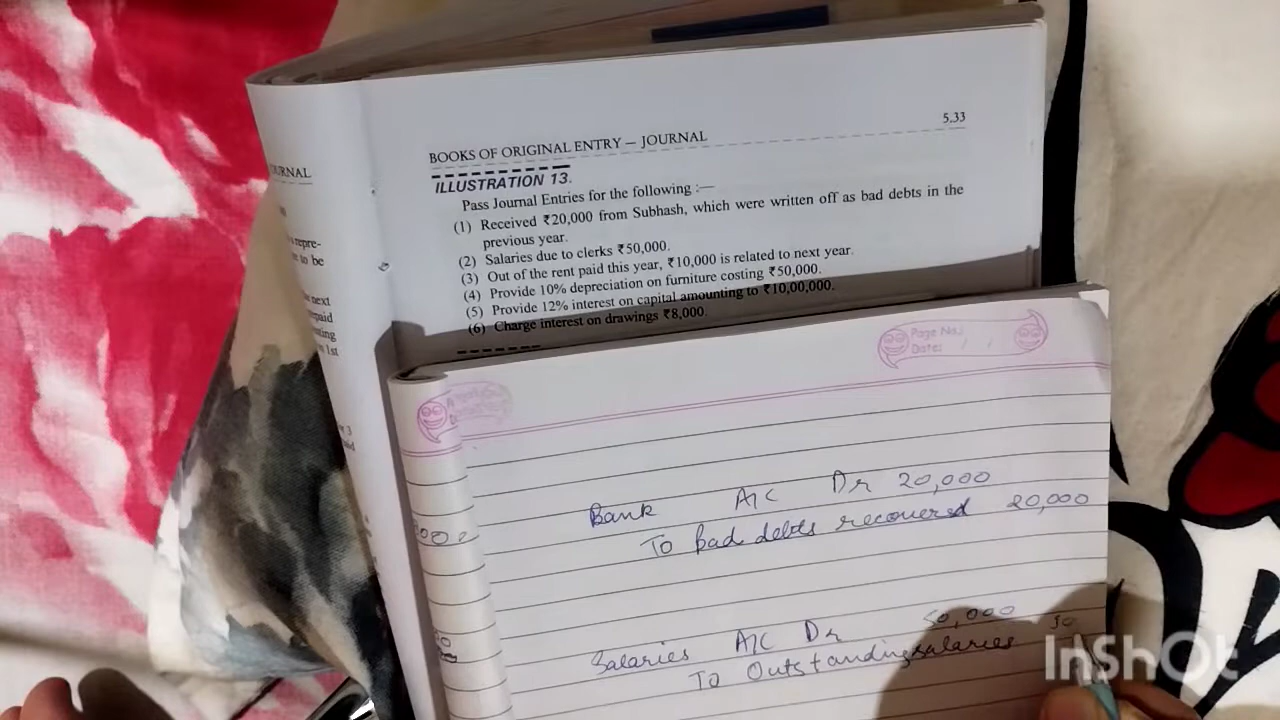 5.33
BOOKS OF ORIGINAL ENTRY — JOURNAL
ILLUSTRATION 13.
Pass Journal Entries for the following :—
(1) Received ₹20,000 from Subhash, which were written off as bad debts in the
previous year.
(2) Salaries due to clerks ₹50,000.
(3) Out of the rent paid this year, ₹10,000 is related to next year.
(4) Provide 10% depreciation on furniture costing ₹50,000.
(5) Provide 12% interest on capital amounting to ₹10,00,000.
(6) Charge interest on drawings ₹8,000.
Page No.:
Date: / /
Bank A/C Dr 20,000
To Bad debts recovered 20,000
Salaries A/C Dr 50,000
To Outstanding salaries 50
InShOt